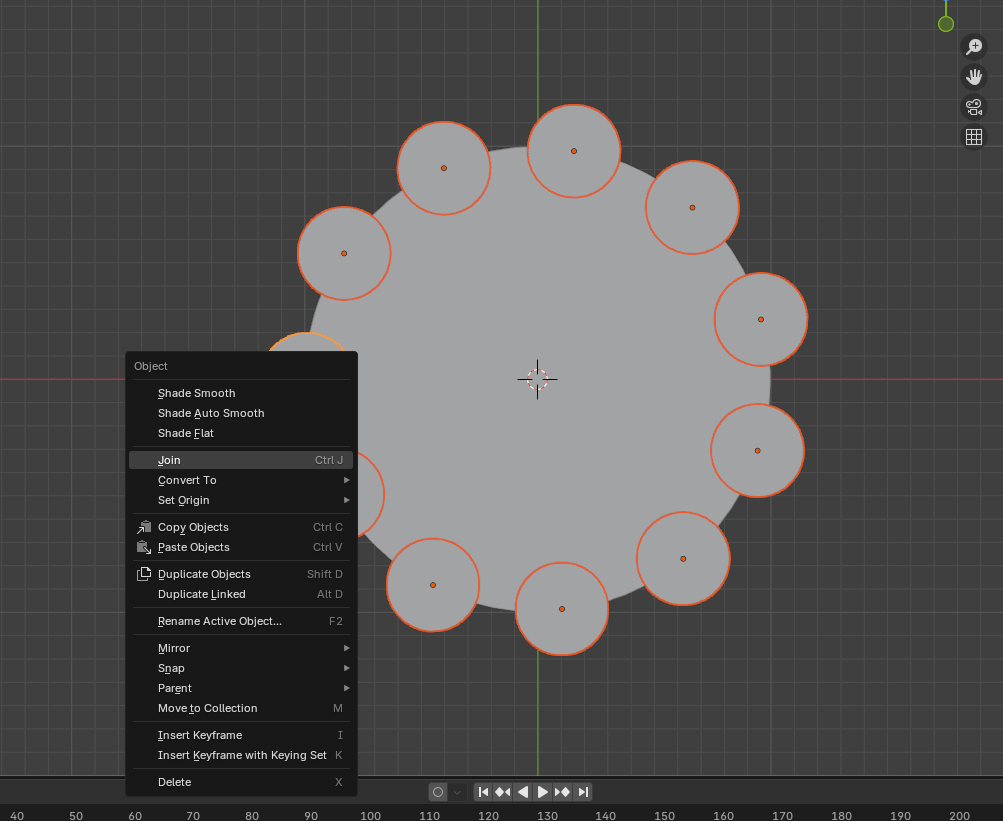 Object
Shade Smooth
Shade Auto Smooth
Shade Flat
Join Ctrl J
Convert To
Set Origin
Copy Objects Ctrl C
Paste Objects Ctrl V
Duplicate Objects Shift D
Duplicate Linked Alt D
Rename Active Object... F2
Mirror
Snap
Parent
Move to Collection M
Insert Keyframe I
Insert Keyframe with Keying Set K
Delete X
40 50 60 70 80 90 100 110 120 130 140 150 160 170 180 190 200